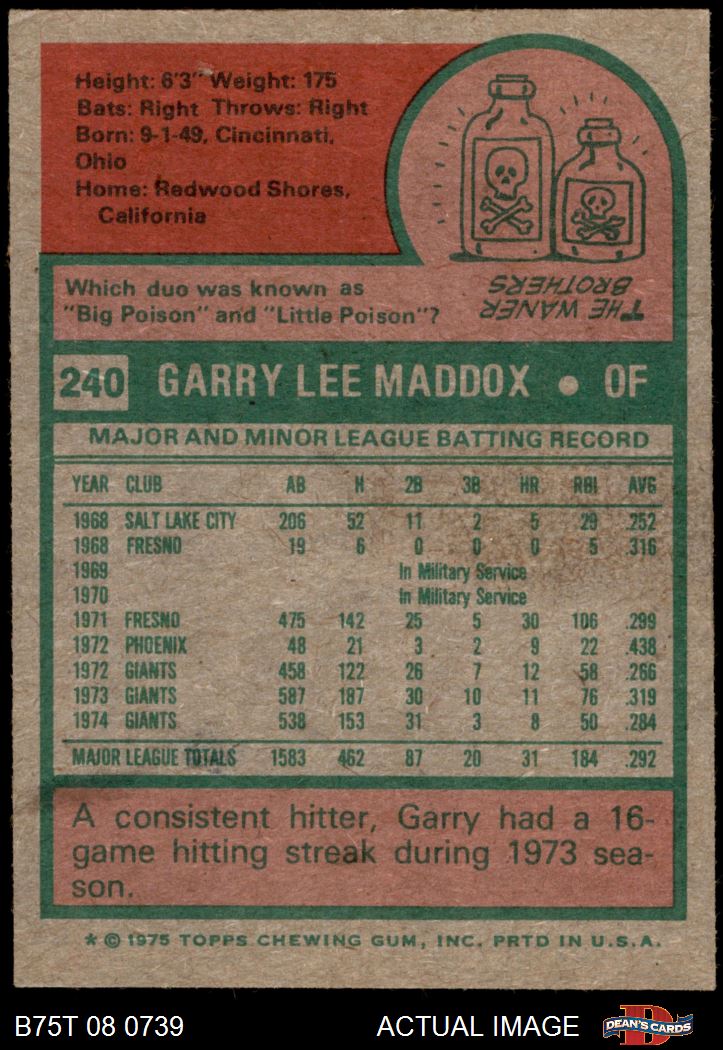 Height: 6'3" Weight: 175
Bats: Right Throws: Right
Born: 9-1-49, Cincinnati,
Ohio
Home: Redwood Shores,
California
Which duo was known as
"Big Poison" and "Little Poison"?
THE WANER
BROTHERS
240 GARRY LEE MADDOX • OF
MAJOR AND MINOR LEAGUE BATTING RECORD
YEAR CLUB AB H 2B 3B HR RBI AVG
1968 SALT LAKE CITY 206 52 11 2 5 29 .252
1968 FRESNO 19 6 0 0 0 5 .316
1969 In Military Service
1970 In Military Service
1971 FRESNO 475 142 25 5 30 106 .299
1972 PHOENIX 48 21 3 2 9 22 .438
1972 GIANTS 458 122 26 7 12 58 .266
1973 GIANTS 587 187 30 10 11 76 .319
1974 GIANTS 538 153 31 3 8 50 .284
MAJOR LEAGUE TOTALS 1583 462 87 20 31 184 .292
A consistent hitter, Garry had a 16-
game hitting streak during 1973 sea-
son.
* © 1975 TOPPS CHEWING GUM, INC. PRTD IN U.S.A.
B75T 08 0739 ACTUAL IMAGE D DEAN'S CARDS